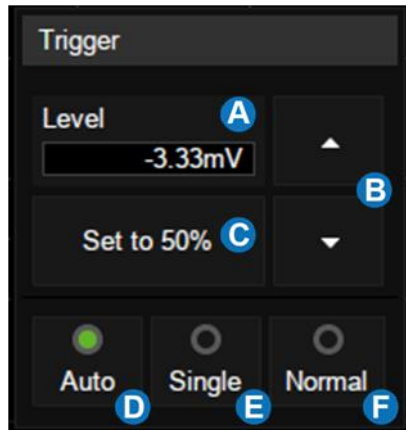 Trigger
Level
A
-3.33mV
B
Set to 50%
C
Auto
Single
Normal
D
E
F